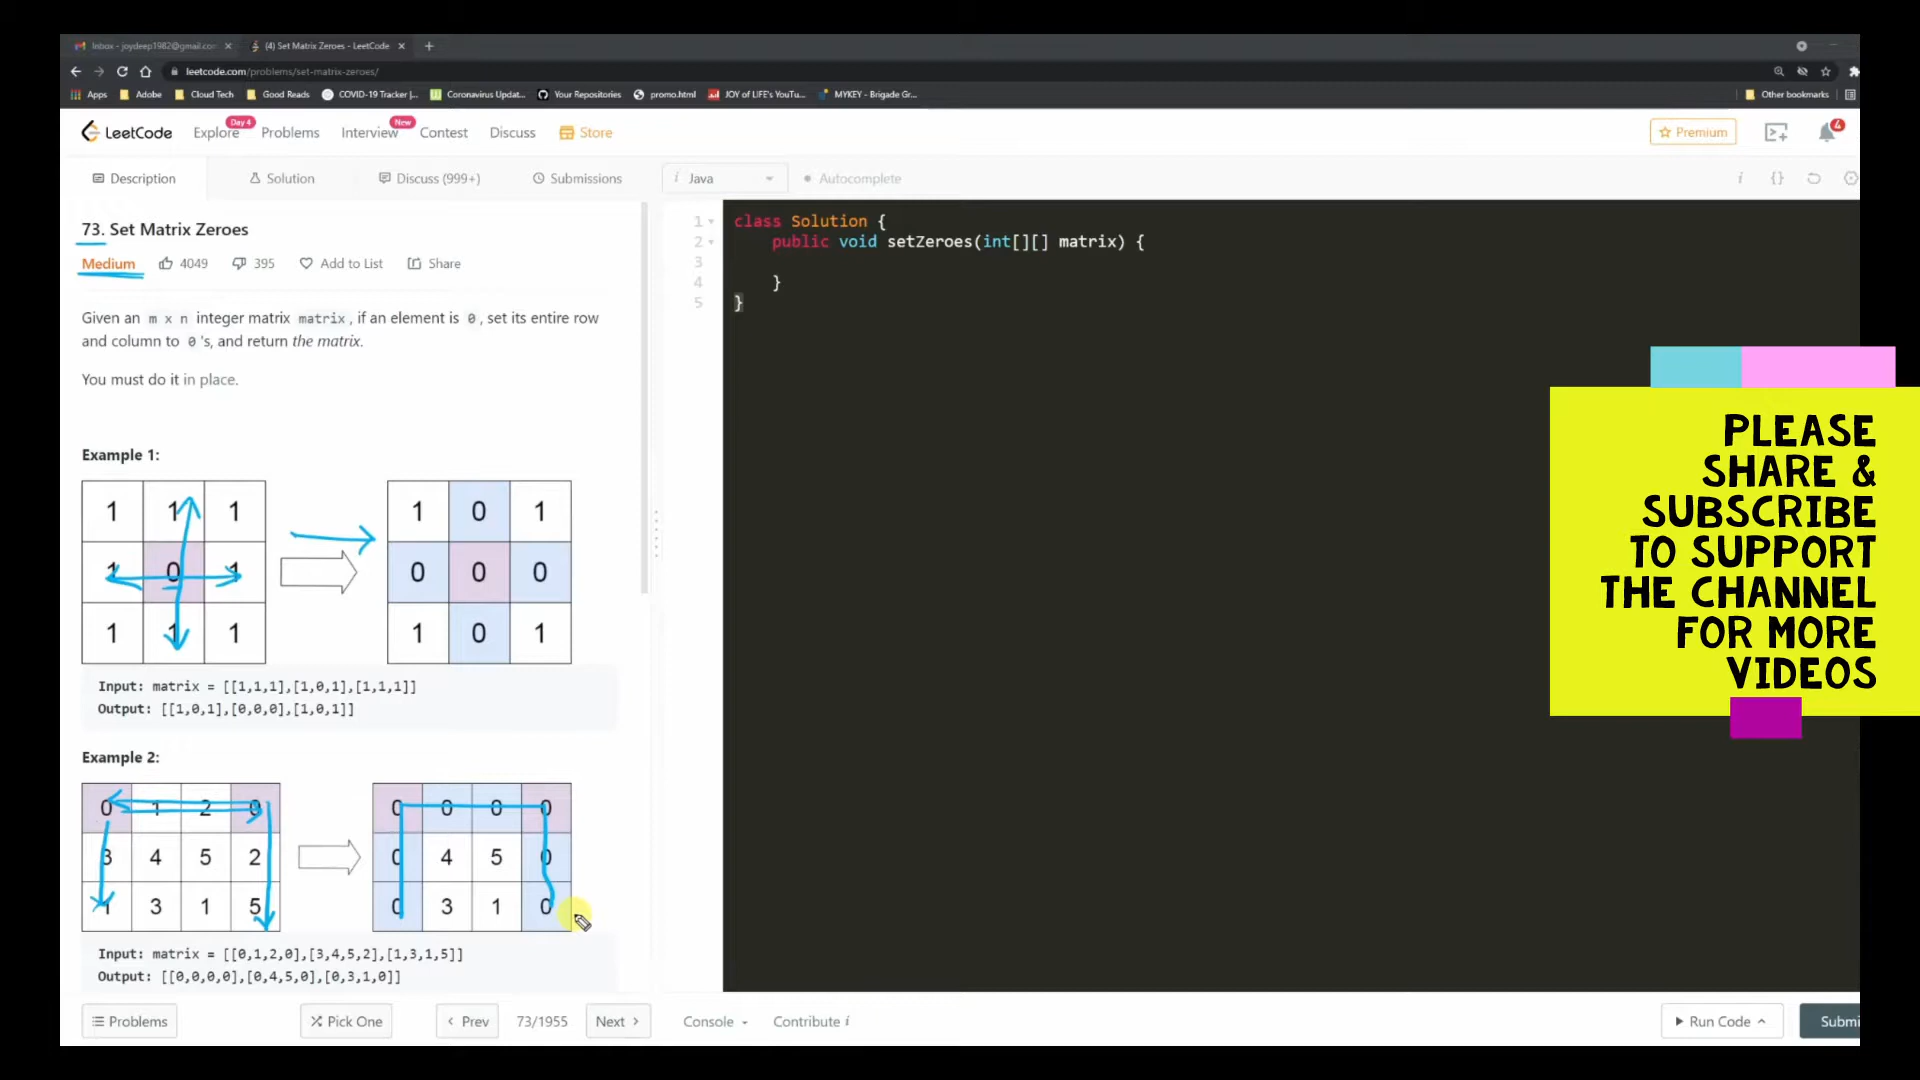 Inbox - joydeep1982@gmail.con
(4) Set Matrix Zeroes - LeetCode
leetcode.com/problems/set-matrix-zeroes/
Apps Adobe Cloud Tech Good Reads COVID-19 Tracker |... Coronavirus Updat... Your Repositories promo.html JOY of LIFE's YouTu... MYKEY - Brigade Gr... Other bookmarks
LeetCode Explore Day 4 Problems Interview New Contest Discuss Store Premium 4
Description Solution Discuss (999+) Submissions i Java Autocomplete i {}
73. Set Matrix Zeroes
Medium 4049 395 Add to List Share
Given an m x n integer matrix matrix, if an element is 0, set its entire row
and column to 0 's, and return the matrix.
You must do it in place.
Example 1:
1 1 1 1 0 1
1 0 1 0 0 0
1 1 1 1 0 1
Input: matrix = [[1,1,1],[1,0,1],[1,1,1]]
Output: [[1,0,1],[0,0,0],[1,0,1]]
Example 2:
0 1 2 0 0 0 0 0
3 4 5 2 0 4 5 0
1 3 1 5 0 3 1 0
Input: matrix = [[0,1,2,0],[3,4,5,2],[1,3,1,5]]
Output: [[0,0,0,0],[0,4,5,0],[0,3,1,0]]
1 class Solution {
2 public void setZeroes(int[][] matrix) {
3
4 }
5 }
PLEASE
SHARE &
SUBSCRIBE
TO SUPPORT
THE CHANNEL
FOR MORE
VIDEOS
Problems Pick One Prev 73/1955 Next Console Contribute i Run Code Submi